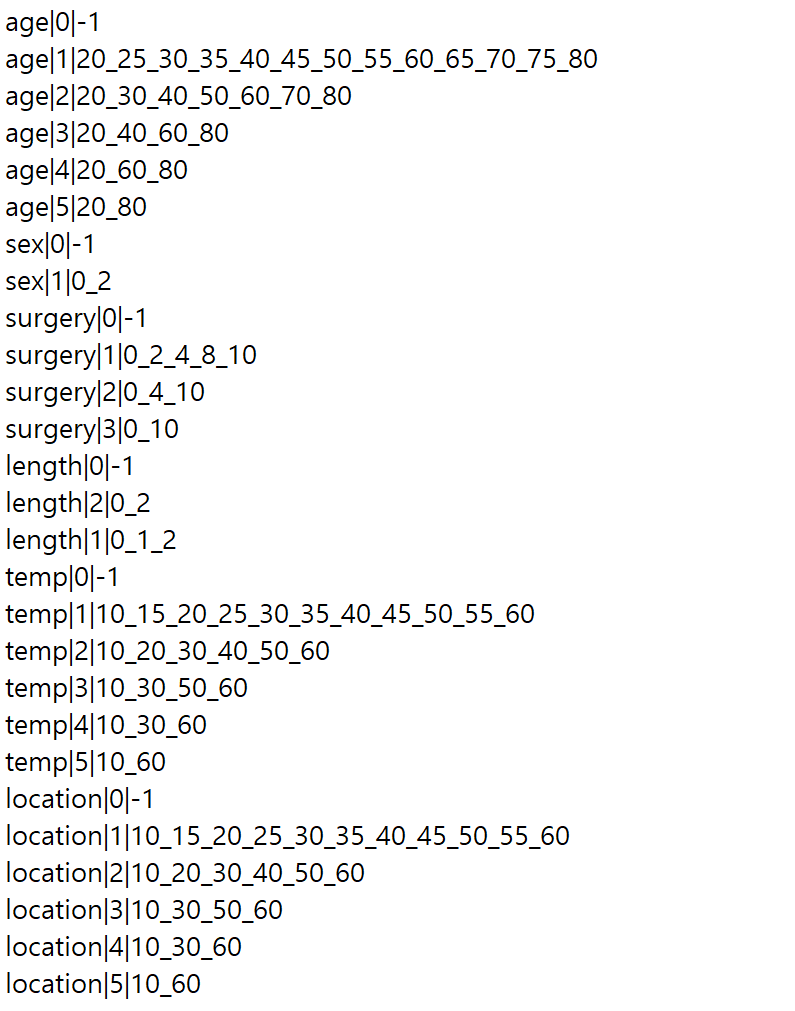 age|0|-1
age|1|20_25_30_35_40_45_50_55_60_65_70_75_80
age|2|20_30_40_50_60_70_80
age|3|20_40_60_80
age|4|20_60_80
age|5|20_80
sex|0|-1
sex|1|0_2
surgery|0|-1
surgery|1|0_2_4_8_10
surgery|2|0_4_10
surgery|3|0_10
length|0|-1
length|2|0_2
length|1|0_1_2
temp|0|-1
temp|1|10_15_20_25_30_35_40_45_50_55_60
temp|2|10_20_30_40_50_60
temp|3|10_30_50_60
temp|4|10_30_60
temp|5|10_60
location|0|-1
location|1|10_15_20_25_30_35_40_45_50_55_60
location|2|10_20_30_40_50_60
location|3|10_30_50_60
location|4|10_30_60
location|5|10_60